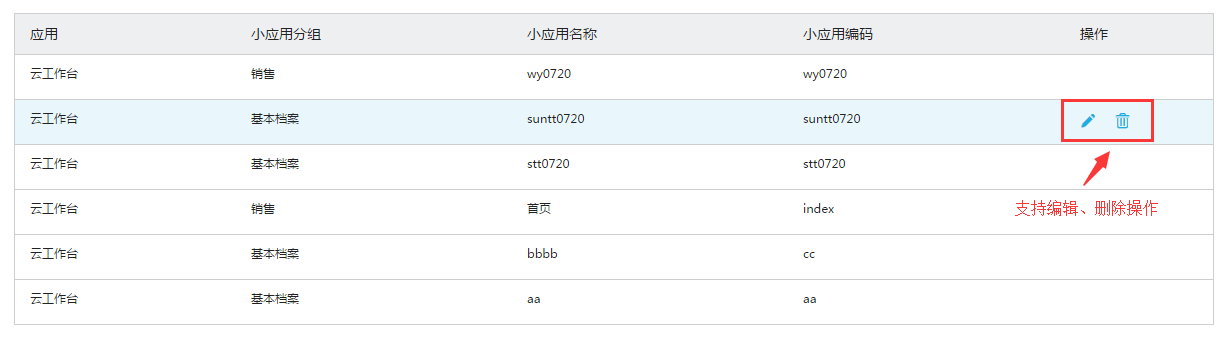 应用 小应用分组 小应用名称 小应用编码 操作
云工作台 销售 wy0720 wy0720
云工作台 基本档案 suntt0720 suntt0720
云工作台 基本档案 stt0720 stt0720
云工作台 销售 首页 index
支持编辑、删除操作
云工作台 基本档案 bbbb cc
云工作台 基本档案 aa aa